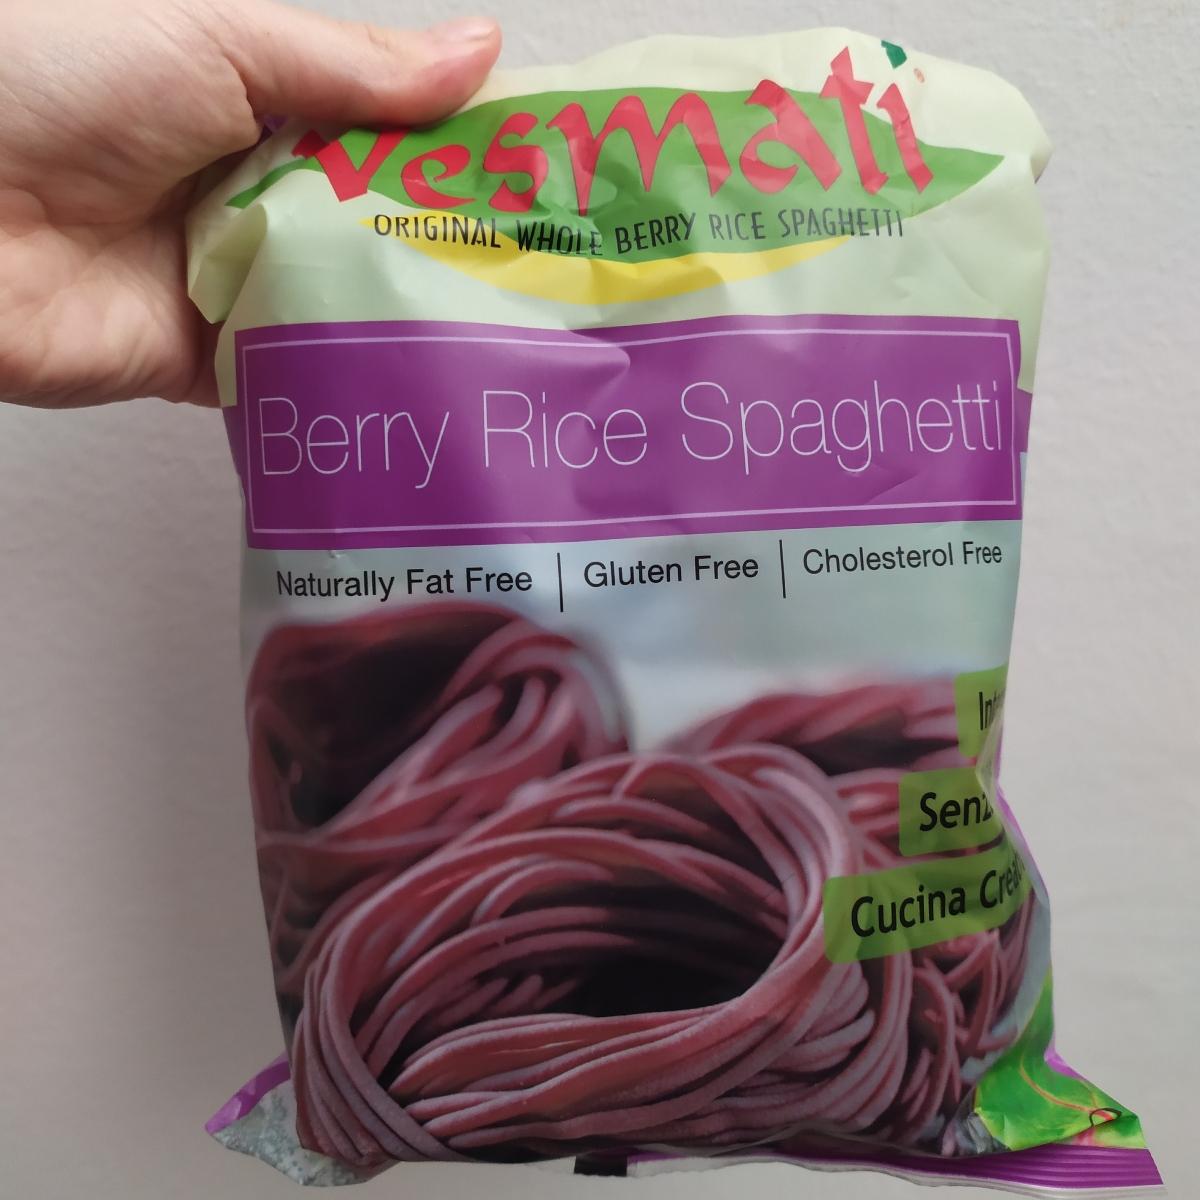 Vesmati
ORIGINAL WHOLE BERRY RICE SPAGHETTI
Berry Rice Spaghetti
Naturally Fat Free | Gluten Free | Cholesterol Free
Cucina